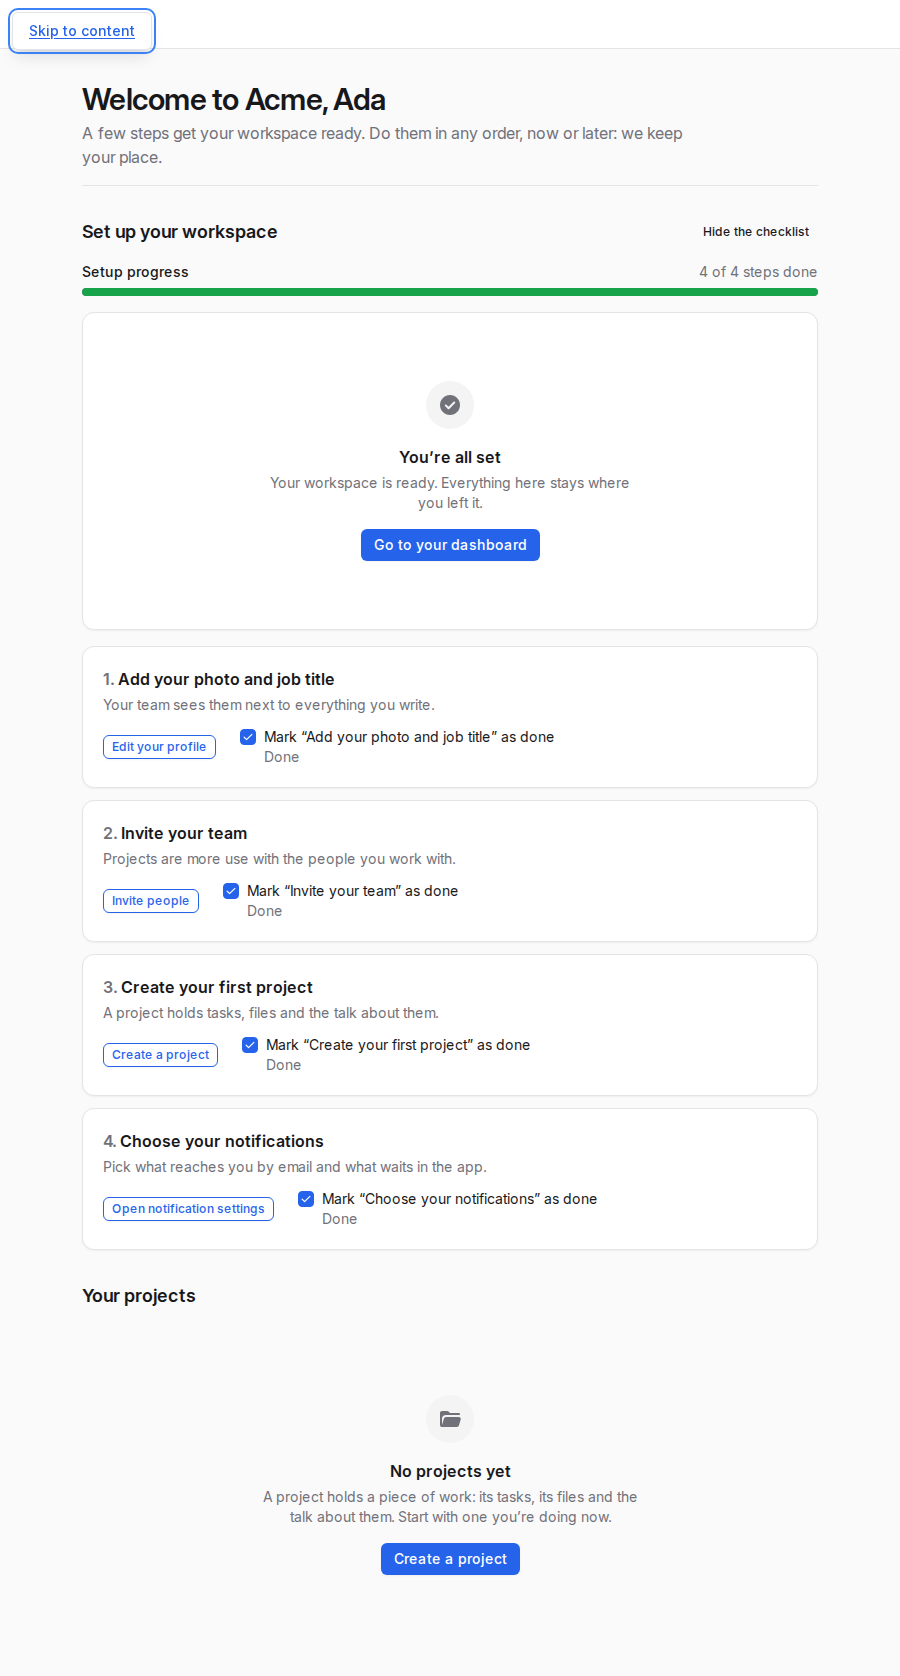 Skip to content
Welcome to Acme, Ada
A few steps get your workspace ready. Do them in any order, now or later: we keep
your place.
Set up your workspace
Hide the checklist
Setup progress
4 of 4 steps done
You’re all set
Your workspace is ready. Everything here stays where
you left it.
Go to your dashboard
1. Add your photo and job title
Your team sees them next to everything you write.
Edit your profile
Mark “Add your photo and job title” as done
Done
2. Invite your team
Projects are more use with the people you work with.
Invite people
Mark “Invite your team” as done
Done
3. Create your first project
A project holds tasks, files and the talk about them.
Create a project
Mark “Create your first project” as done
Done
4. Choose your notifications
Pick what reaches you by email and what waits in the app.
Open notification settings
Mark “Choose your notifications” as done
Done
Your projects
No projects yet
A project holds a piece of work: its tasks, its files and the
talk about them. Start with one you’re doing now.
Create a project